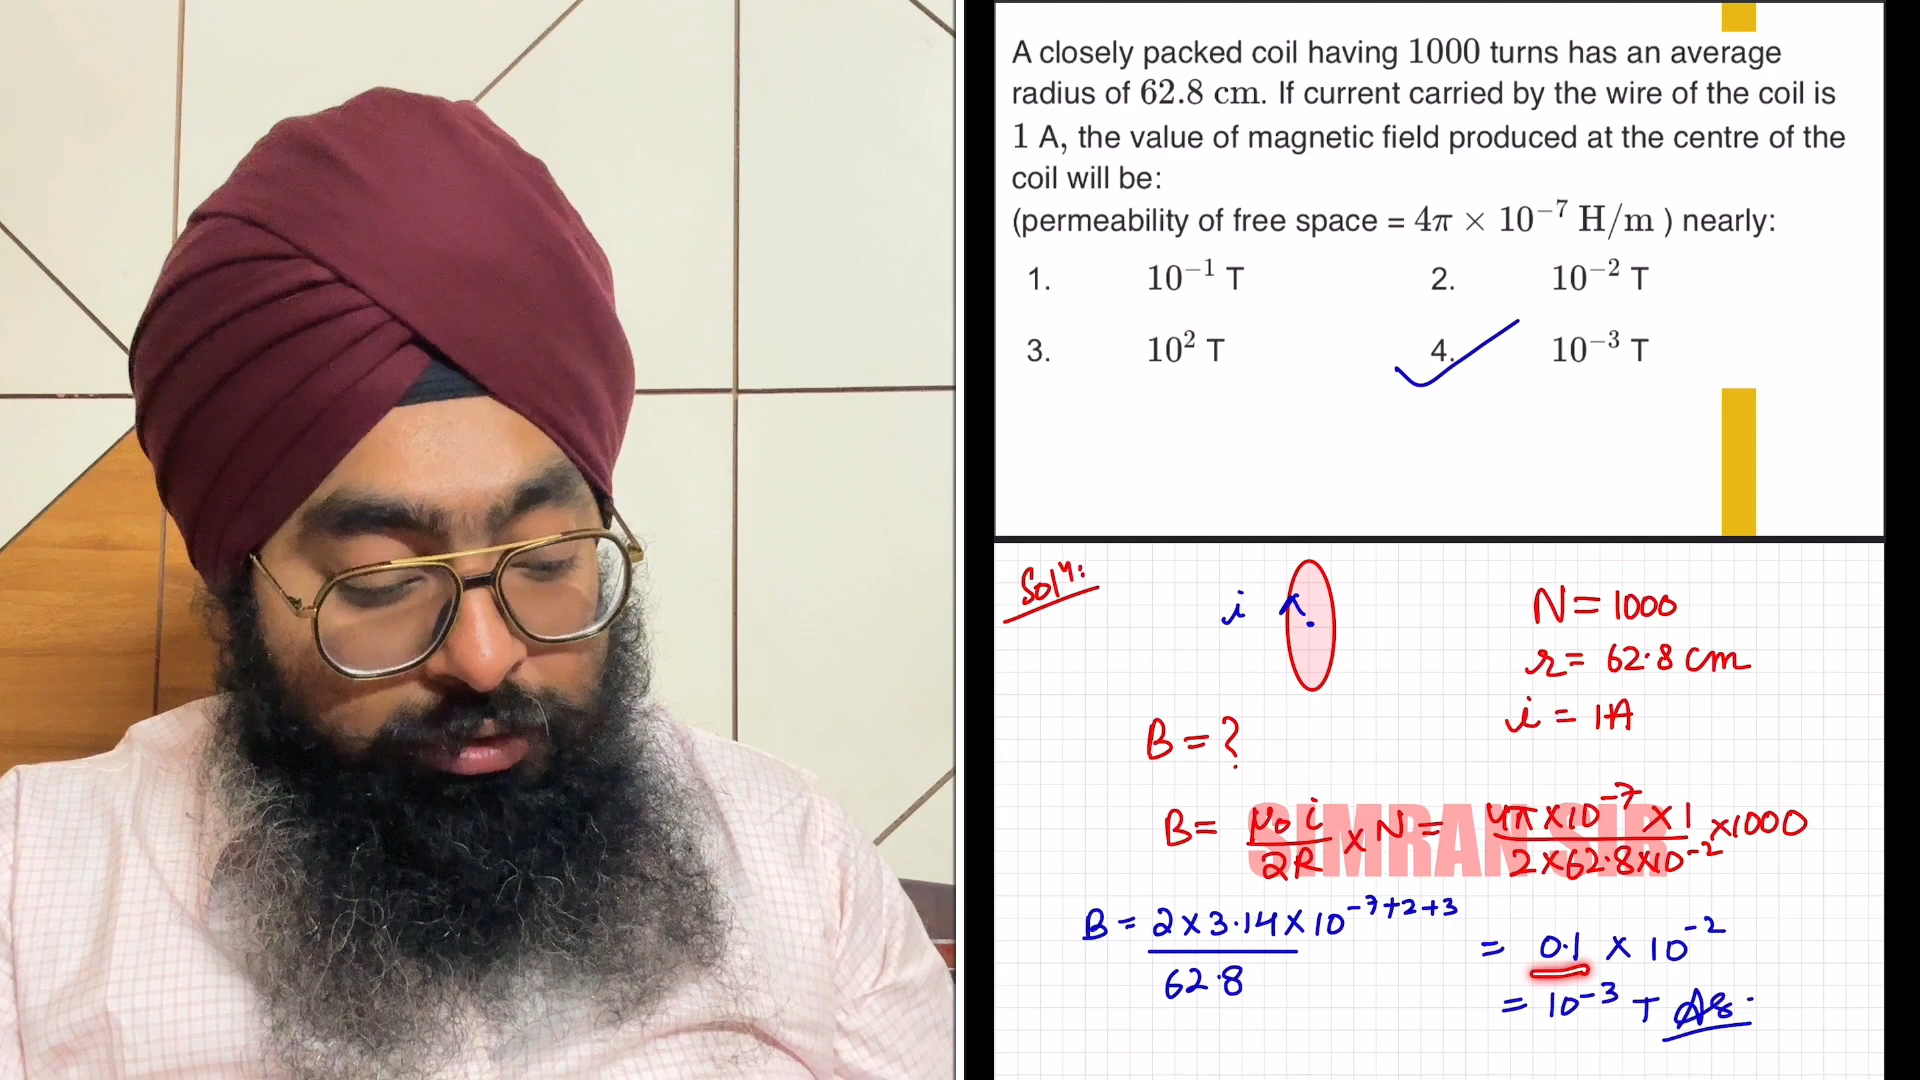 A closely packed coil having 1000 turns has an average
radius of 62.8 cm. If current carried by the wire of the coil is
1 A, the value of magnetic field produced at the centre of the
coil will be:
(permeability of free space = 4π × 10⁻⁷ H/m ) nearly:
1. 10⁻¹ T 2. 10⁻² T
3. 10² T 4. 10⁻³ T
Solⁿ:
i
N = 1000
r = 62.8 cm
i = 1A
B = ?
B = μ₀ i / 2R × N = 4π×10⁻⁷ × 1 / 2×62.8×10⁻² ×1000
SIMRAN SIR
B = 2 × 3.14 × 10⁻⁷⁺²⁺³ / 62.8
= 0.1 × 10⁻²
= 10⁻³ T As.